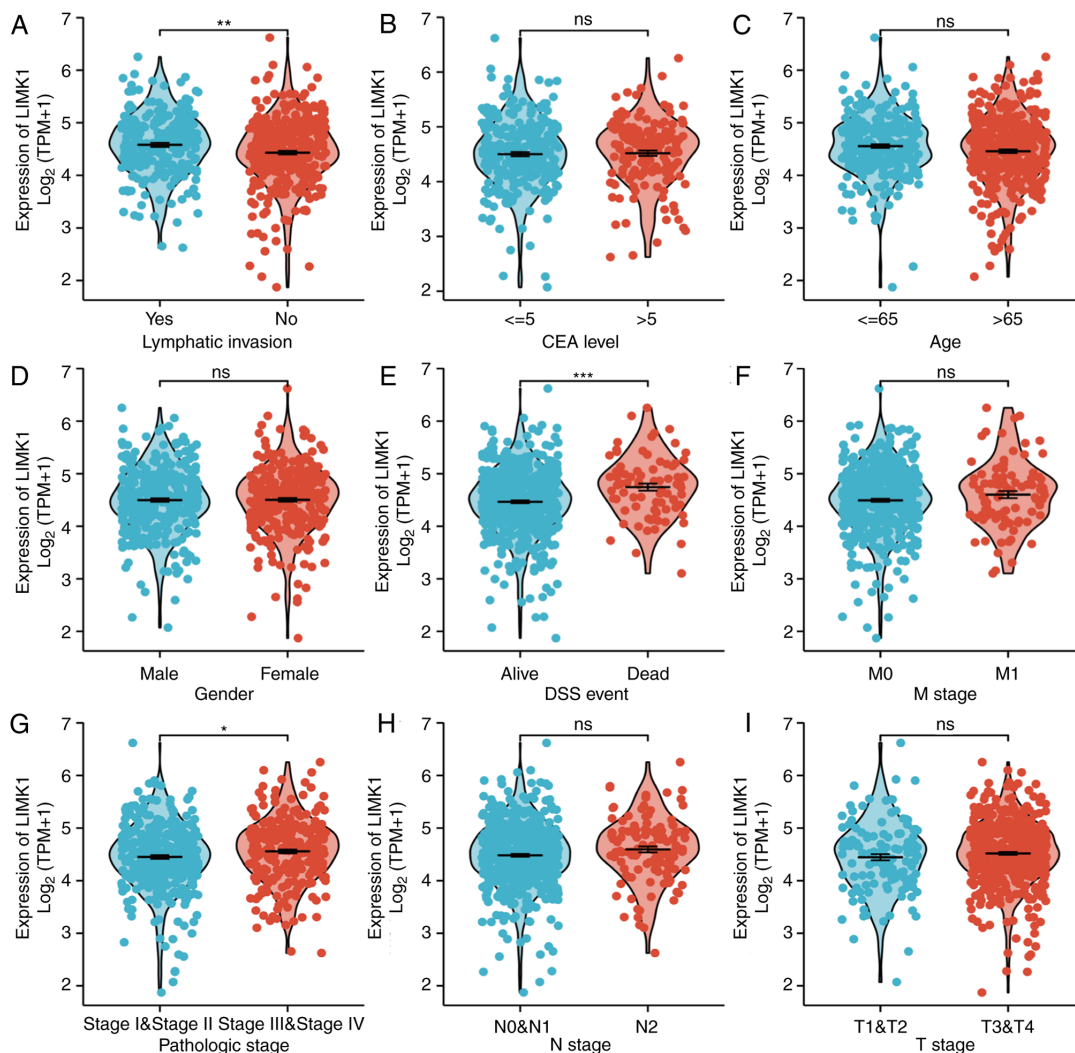 A
Expression of LIMK1
Log2 (TPM+1)
7
6
5
4
3
2
**
Yes No
Lymphatic invasion
B
Expression of LIMK1
Log2 (TPM+1)
7
6
5
4
3
2
ns
<=5 >5
CEA level
C
Expression of LIMK1
Log2 (TPM+1)
7
6
5
4
3
2
ns
<=65 >65
Age
D
Expression of LIMK1
Log2 (TPM+1)
7
6
5
4
3
2
ns
Male Female
Gender
E
Expression of LIMK1
Log2 (TPM+1)
7
6
5
4
3
2
***
Alive Dead
DSS event
F
Expression of LIMK1
Log2 (TPM+1)
7
6
5
4
3
2
ns
M0 M1
M stage
G
Expression of LIMK1
Log2 (TPM+1)
7
6
5
4
3
2
*
Stage I&Stage II Stage III&Stage IV
Pathologic stage
H
Expression of LIMK1
Log2 (TPM+1)
7
6
5
4
3
2
ns
N0&N1 N2
N stage
I
Expression of LIMK1
Log2 (TPM+1)
7
6
5
4
3
2
ns
T1&T2 T3&T4
T stage